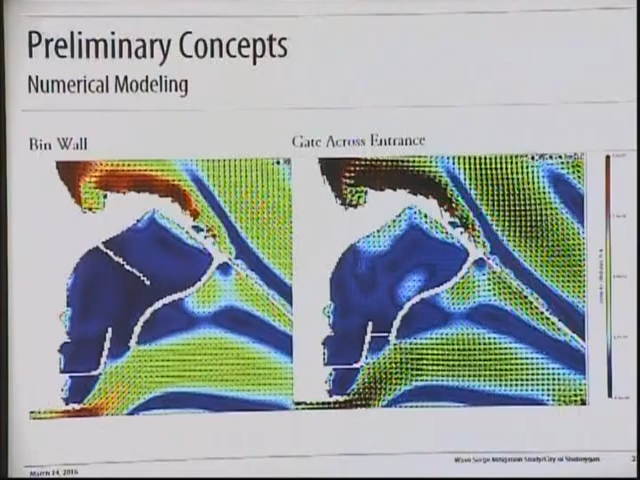 Preliminary Concepts
Numerical Modeling
Bin Wall
Gate Across Entrance
March 14, 2016
Wave Surge Mitigation Study/City of Sheboygan